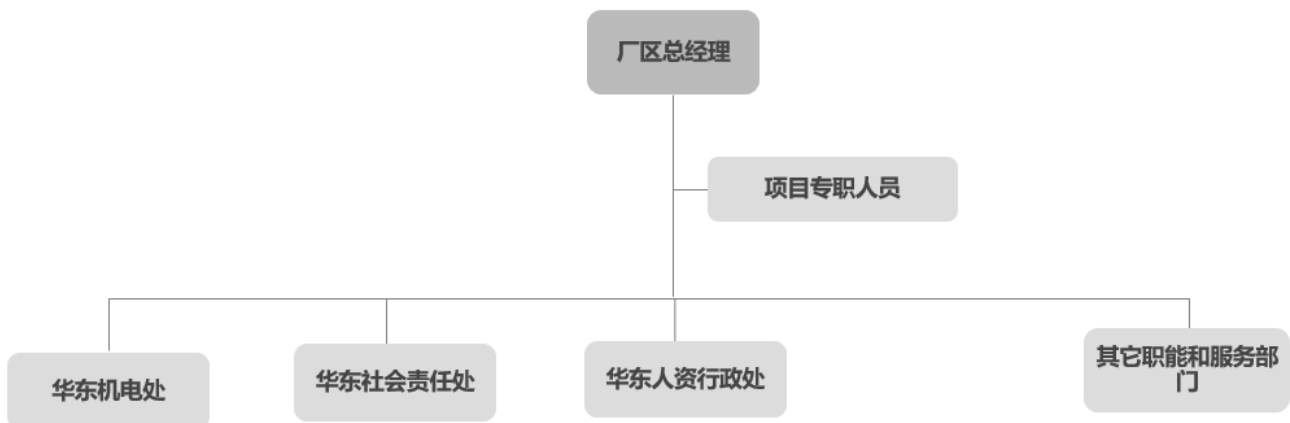 厂区总经理
项目专职人员
华东机电处
华东社会责任处
华东人资行政处
其它职能和服务部
门